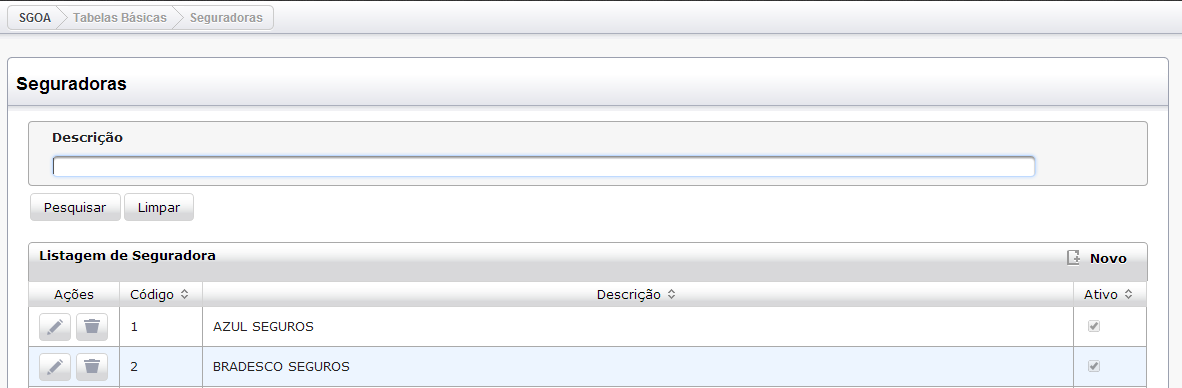 SGOA Tabelas Básicas Seguradoras
Seguradoras
Descrição
Pesquisar Limpar
Listagem de Seguradora Novo
Ações Código Descrição Ativo
1 AZUL SEGUROS
2 BRADESCO SEGUROS